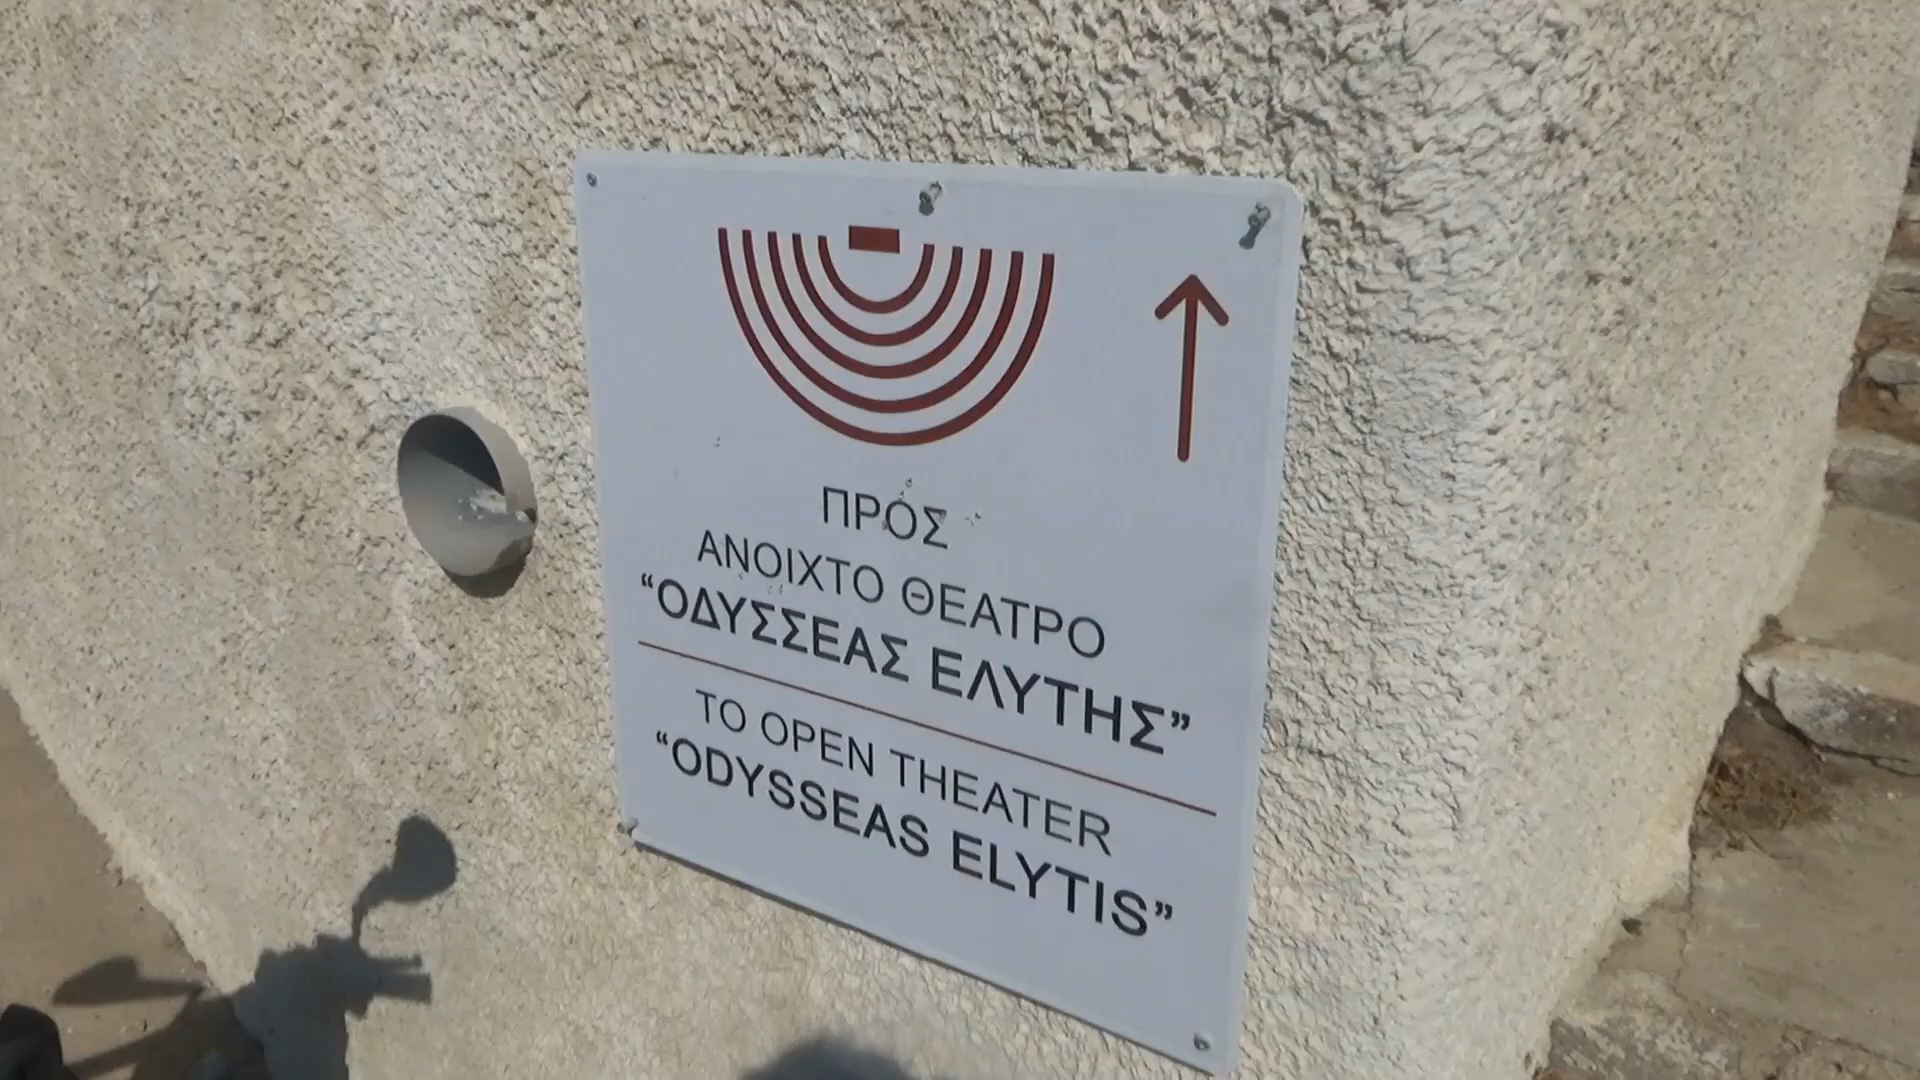 ΠΡΟΣ
ΑΝΟΙΧΤΟ ΘΕΑΤΡΟ
“ΟΔΥΣΣΕΑΣ ΕΛΥΤΗΣ”
TO OPEN THEATER
“ODYSSEAS ELYTIS”